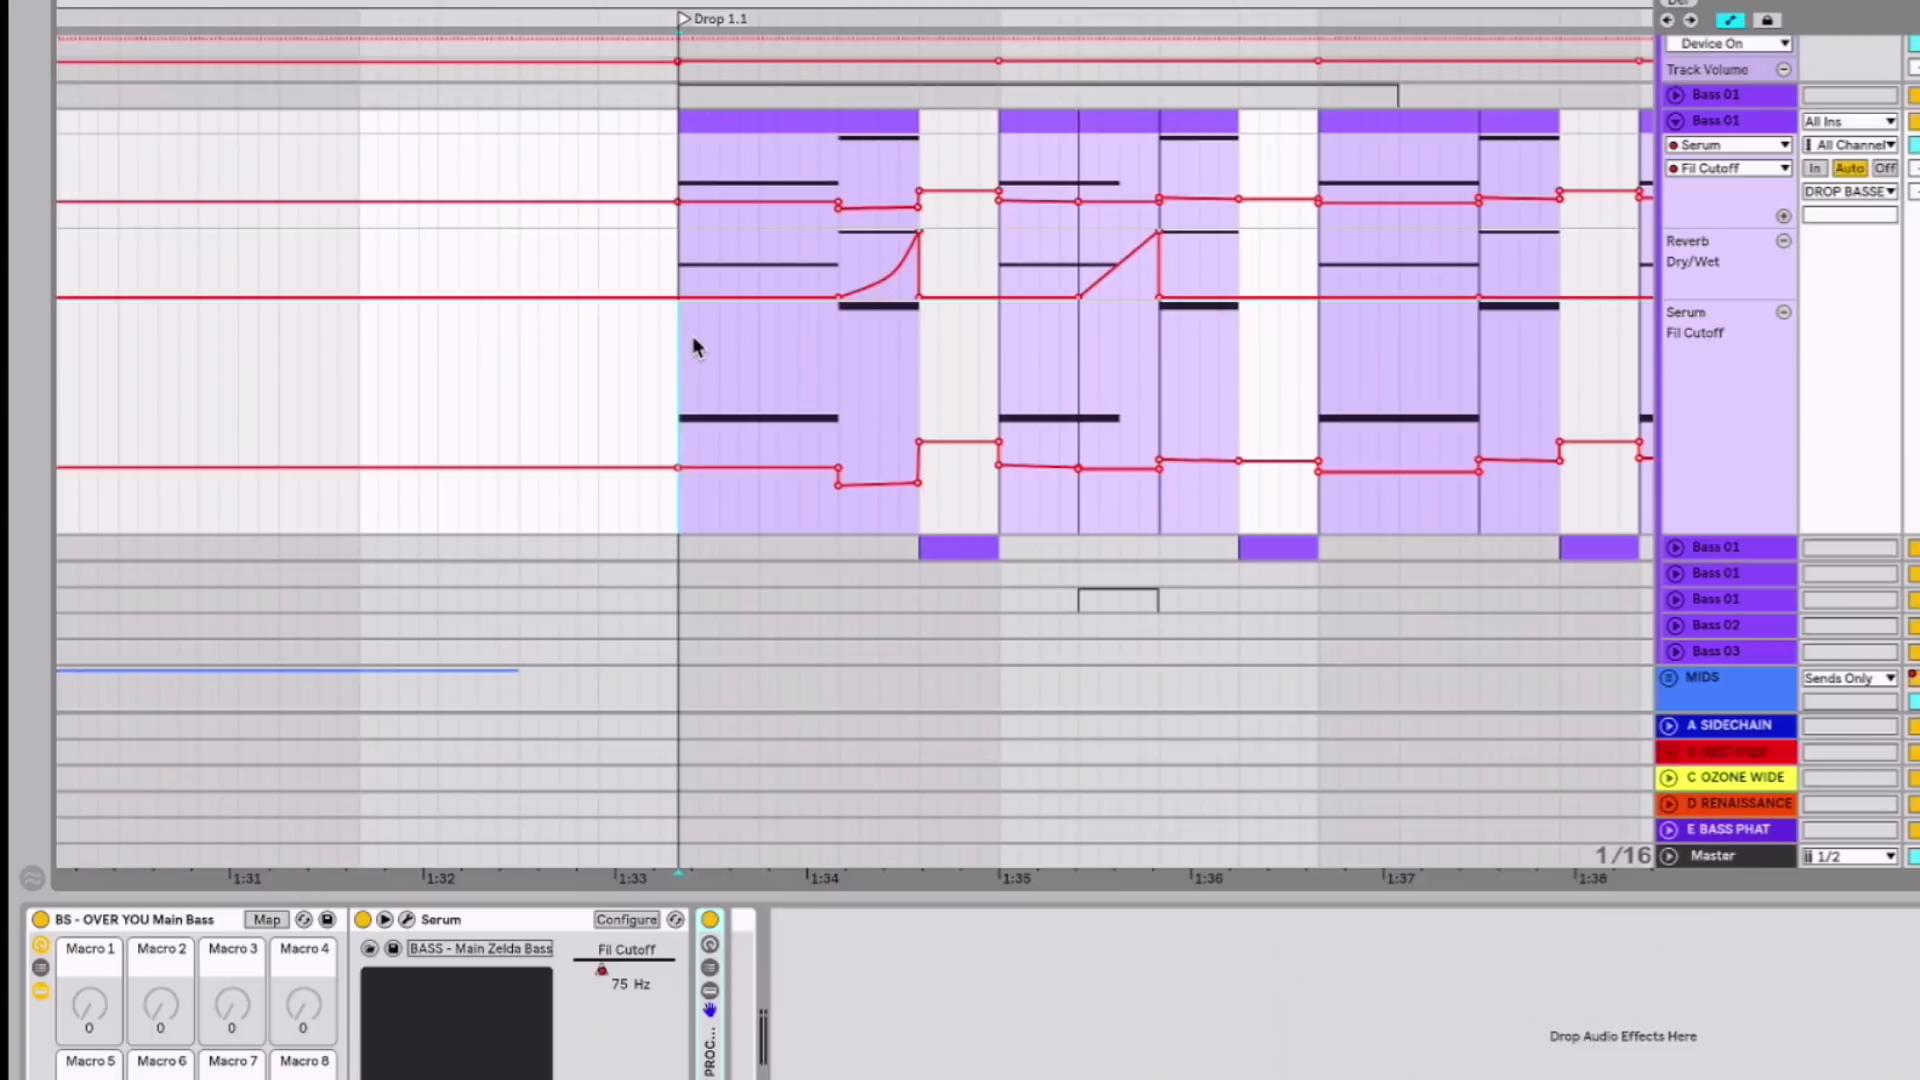 Drop 1.1
Device On
Track Volume
Bass 01
Bass 01
All Ins
Serum
All Channel
Fil Cutoff
In
Auto
Off
DROP BASSE
Reverb
Dry/Wet
Serum
Fil Cutoff
Bass 01
Bass 01
Bass 01
Bass 02
Bass 03
MIDS
Sends Only
A SIDECHAIN
C OZONE WIDE
D RENAISSANCE
E BASS PHAT
1/16
Master
1/2
1:31
1:32
1:33
1:34
1:35
1:36
1:37
1:38
BS - OVER YOU Main Bass
Map
Serum
Configure
Macro 1
Macro 2
Macro 3
Macro 4
BASS - Main Zelda Bass
Fil Cutoff
75 Hz
0
0
0
0
PROC...
Drop Audio Effects Here
Macro 5
Macro 6
Macro 7
Macro 8